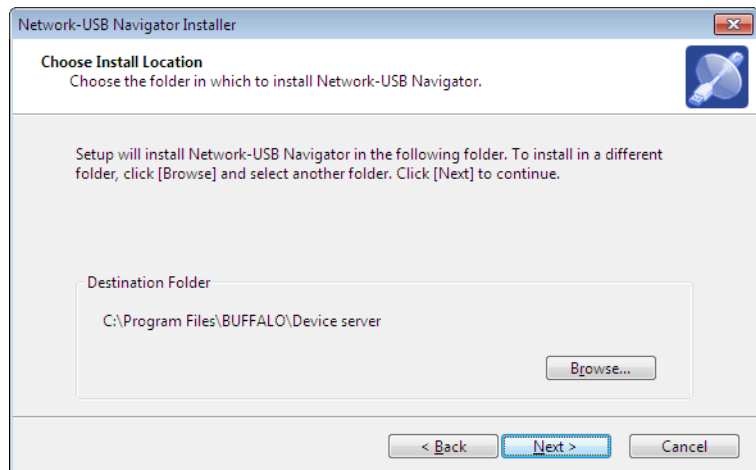 Network-USB Navigator Installer
Choose Install Location
Choose the folder in which to install Network-USB Navigator.
Setup will install Network-USB Navigator in the following folder. To install in a different
folder, click [Browse] and select another folder. Click [Next] to continue.
Destination Folder
C:\Program Files\BUFFALO\Device server
Browse...
< Back
Next >
Cancel